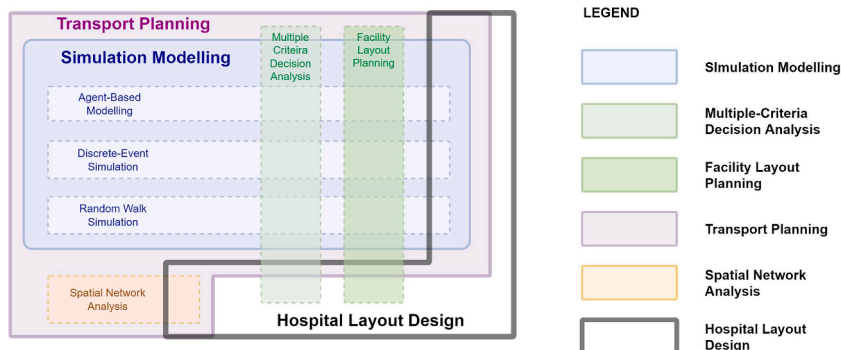 Transport Planning
Simulation Modelling
Multiple
Criteira
Decision
Analysis
Facility
Layout
Planning
Agent-Based
Modelling
Discrete-Event
Simulation
Random Walk
Simulation
Spatial Network
Analysis
Hospital Layout Design
LEGEND
SImulation Modelling
Multiple-Criteria
Decision Analysis
Facility Layout
Planning
Transport Planning
Spatial Network
Analysis
Hospital Layout
Design